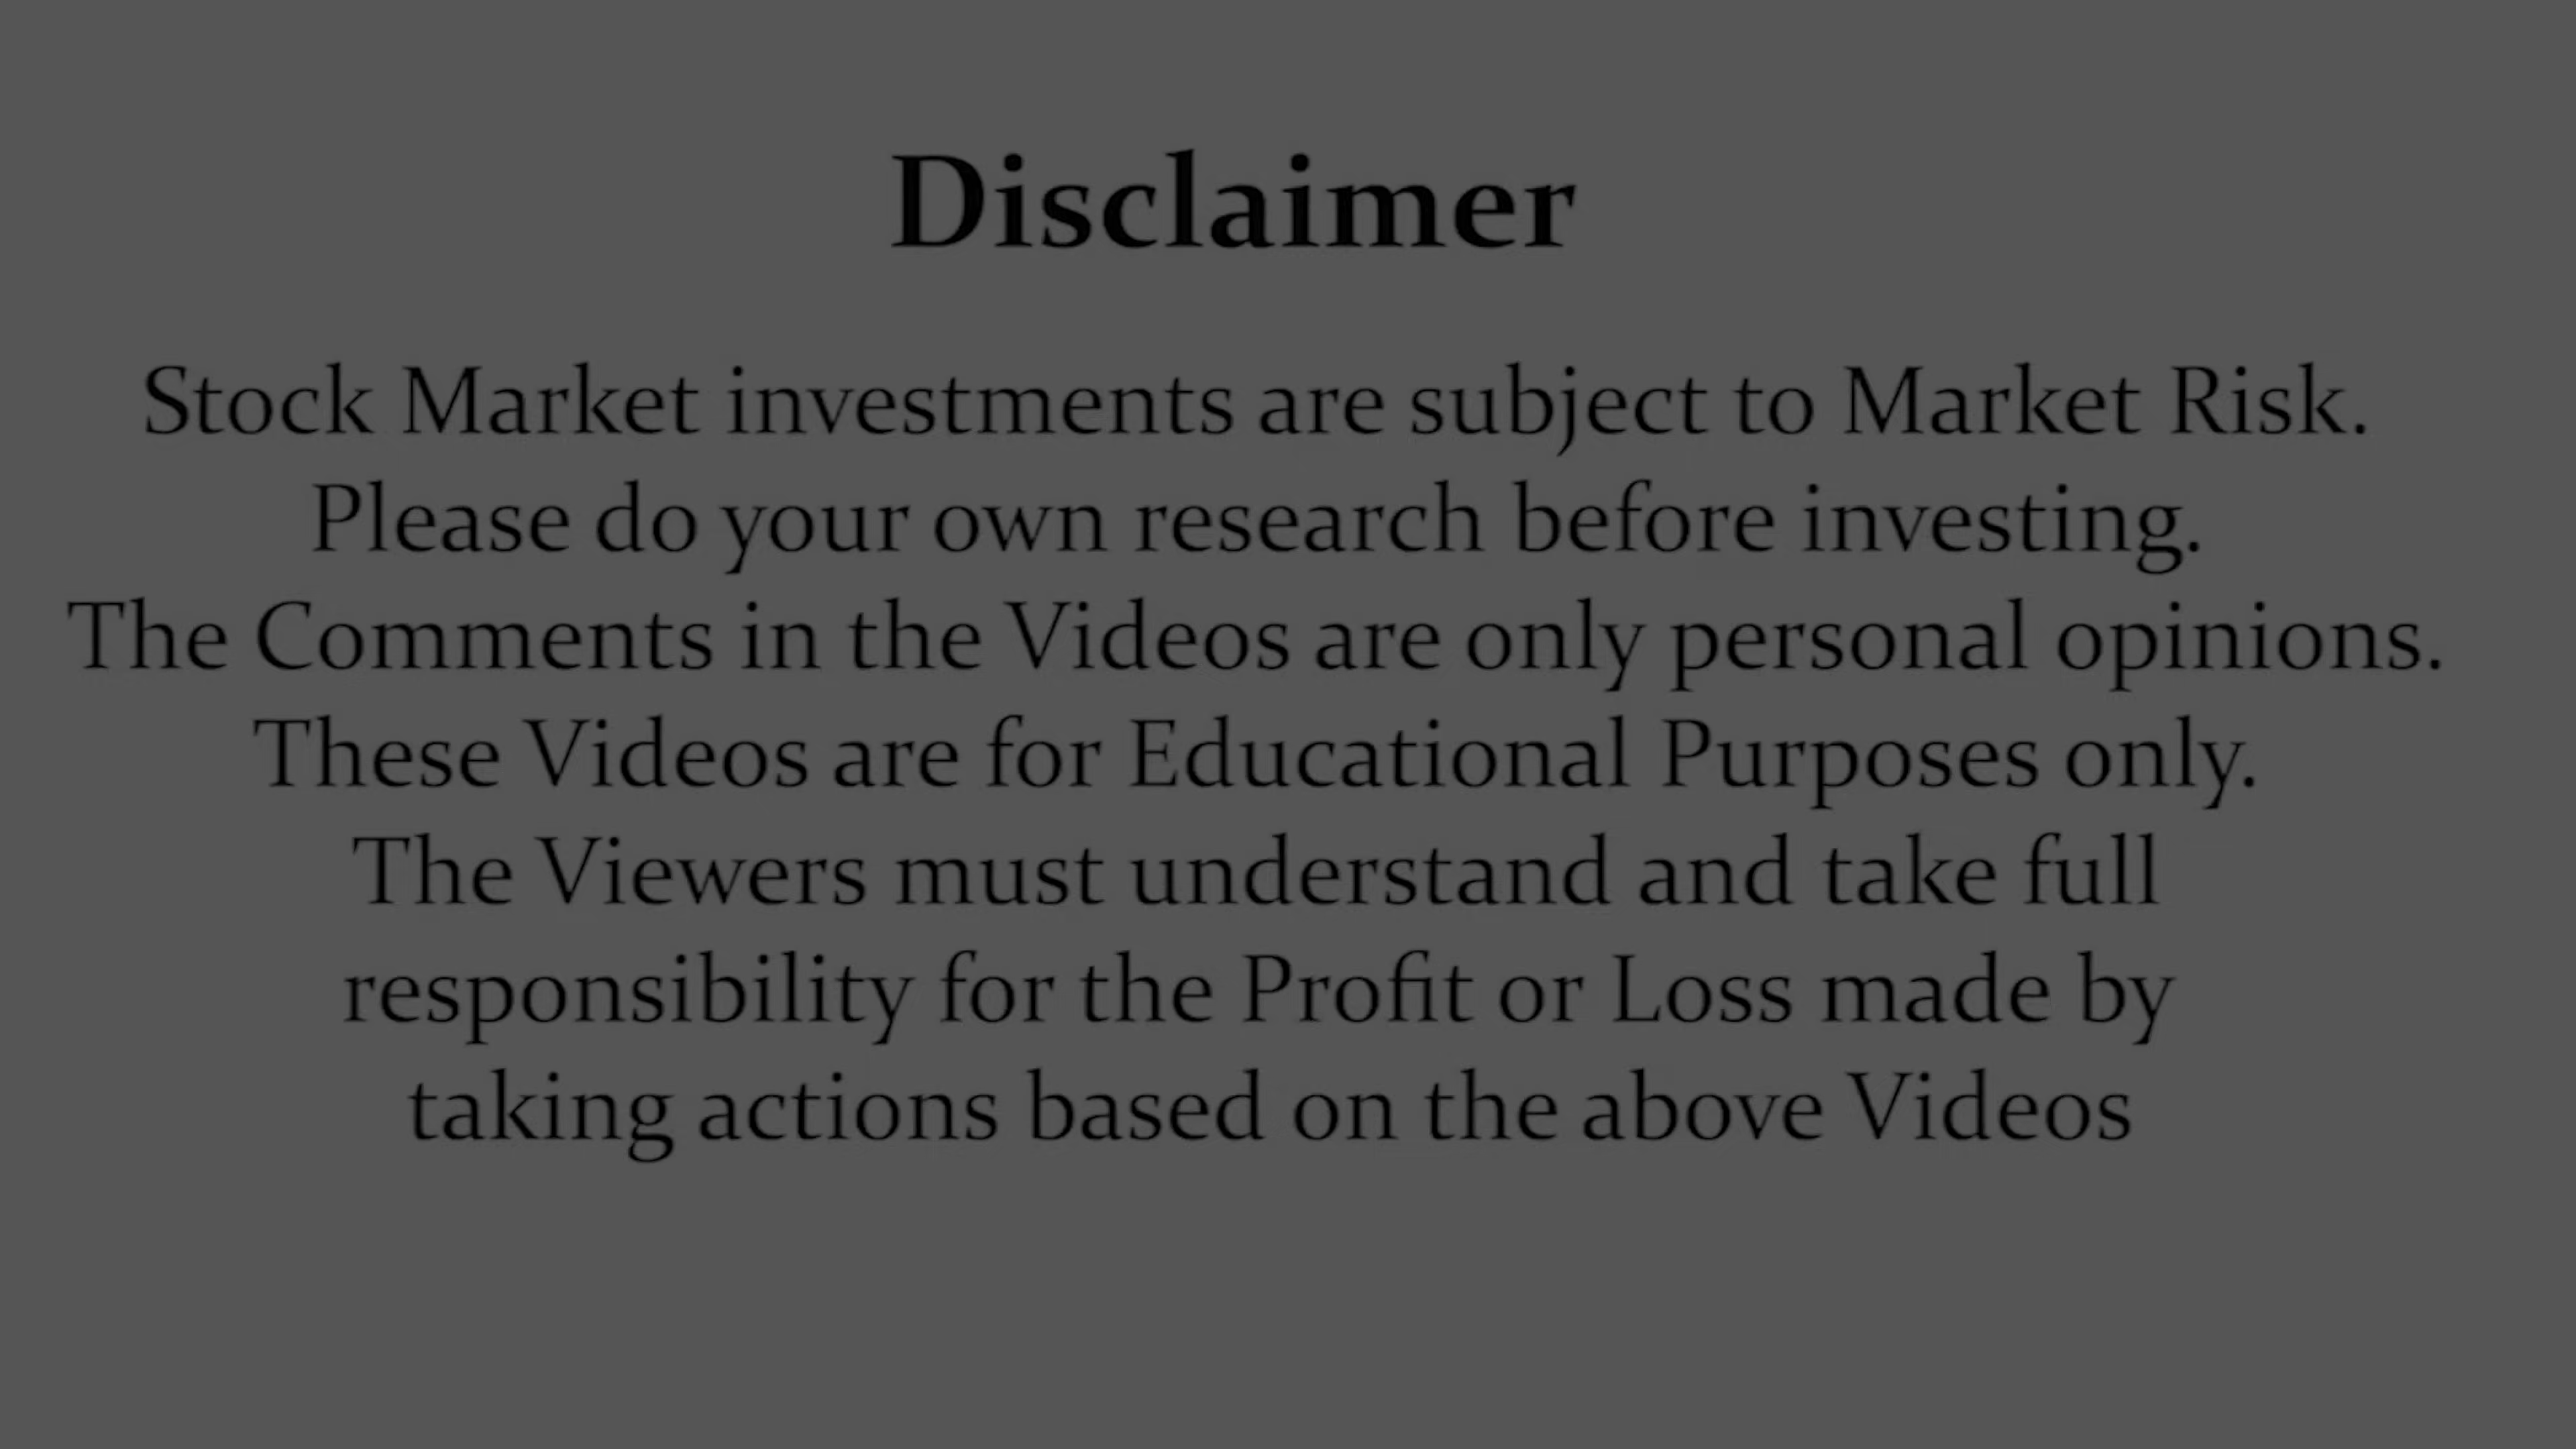 Disclaimer
Stock Market investments are subject to Market Risk.
Please do your own research before investing.
The Comments in the Videos are only personal opinions.
These Videos are for Educational Purposes only.
The Viewers must understand and take full
responsibility for the Profit or Loss made by
taking actions based on the above Videos